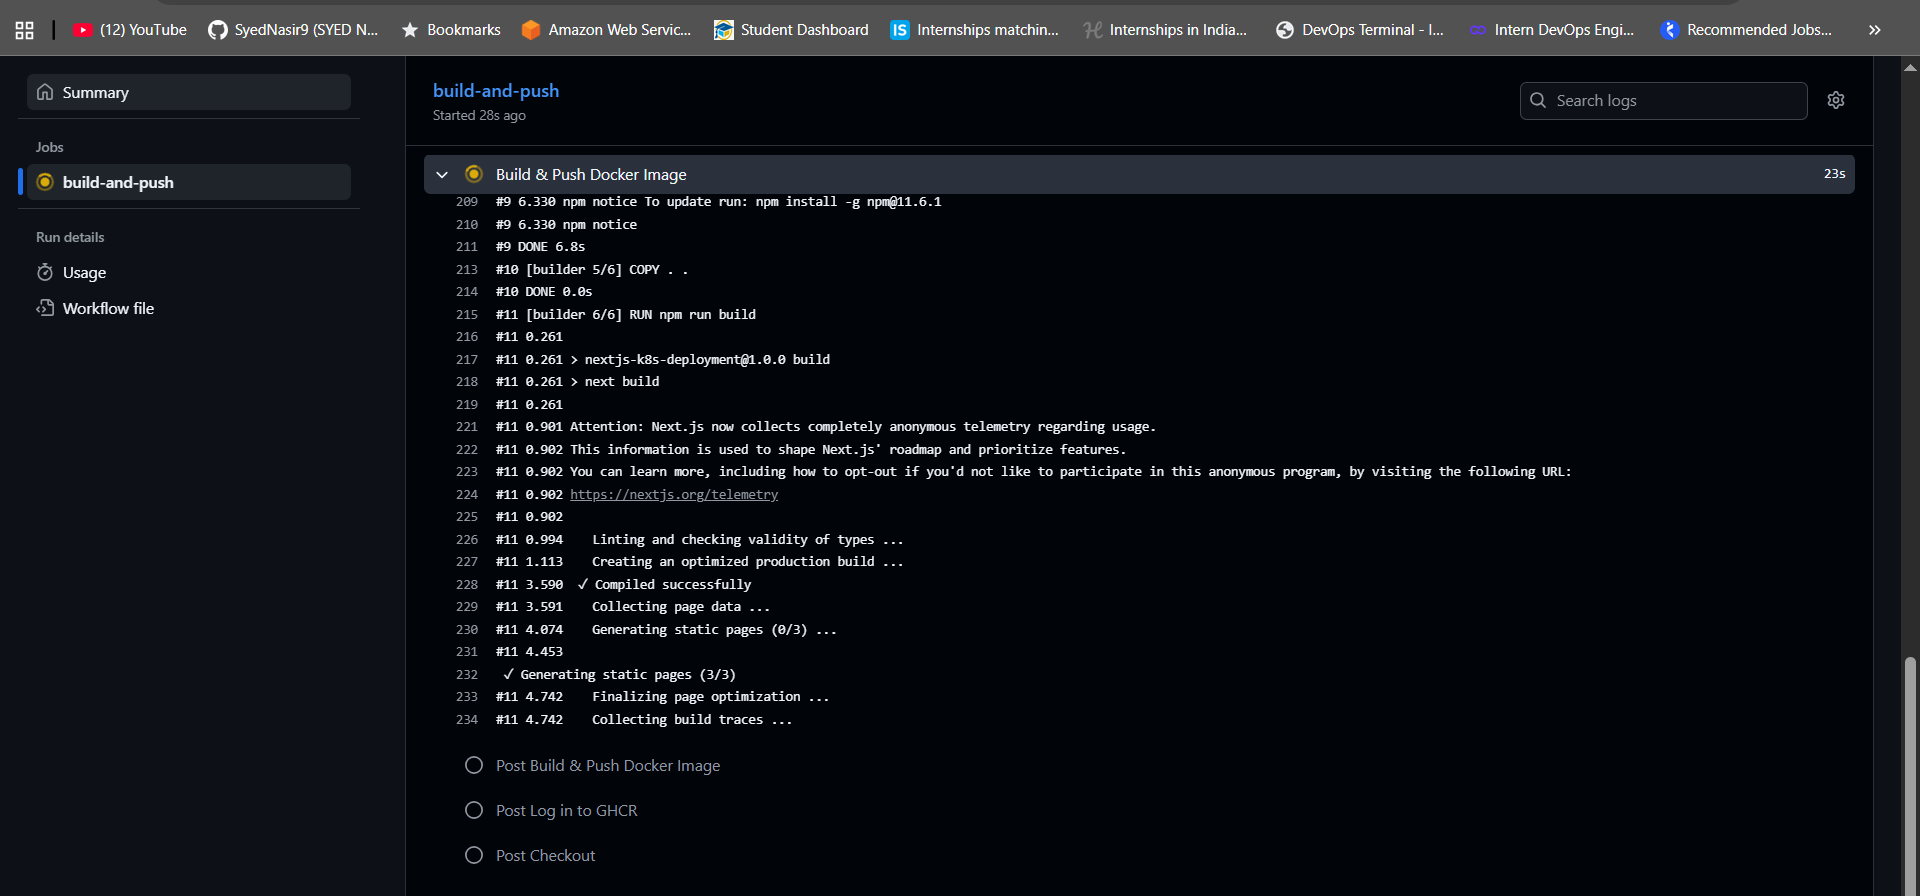 (12) YouTube
SyedNasir9 (SYED N...
Bookmarks
Amazon Web Servic...
Student Dashboard
IS Internships matchin...
Internships in India...
DevOps Terminal - I...
Intern DevOps Engi...
Recommended Jobs...
Summary
Jobs
build-and-push
Run details
Usage
Workflow file
build-and-push
Started 28s ago
Search logs
Build & Push Docker Image 23s
209 #9 6.330 npm notice To update run: npm install -g npm@11.6.1
210 #9 6.330 npm notice
211 #9 DONE 6.8s
213 #10 [builder 5/6] COPY . .
214 #10 DONE 0.0s
215 #11 [builder 6/6] RUN npm run build
216 #11 0.261
217 #11 0.261 > nextjs-k8s-deployment@1.0.0 build
218 #11 0.261 > next build
219 #11 0.261
221 #11 0.901 Attention: Next.js now collects completely anonymous telemetry regarding usage.
222 #11 0.902 This information is used to shape Next.js' roadmap and prioritize features.
223 #11 0.902 You can learn more, including how to opt-out if you'd not like to participate in this anonymous program, by visiting the following URL:
224 #11 0.902 https://nextjs.org/telemetry
225 #11 0.902
226 #11 0.994 Linting and checking validity of types ...
227 #11 1.113 Creating an optimized production build ...
228 #11 3.590 ✓ Compiled successfully
229 #11 3.591 Collecting page data ...
230 #11 4.074 Generating static pages (0/3) ...
231 #11 4.453
232 ✓ Generating static pages (3/3)
233 #11 4.742 Finalizing page optimization ...
234 #11 4.742 Collecting build traces ...
Post Build & Push Docker Image
Post Log in to GHCR
Post Checkout